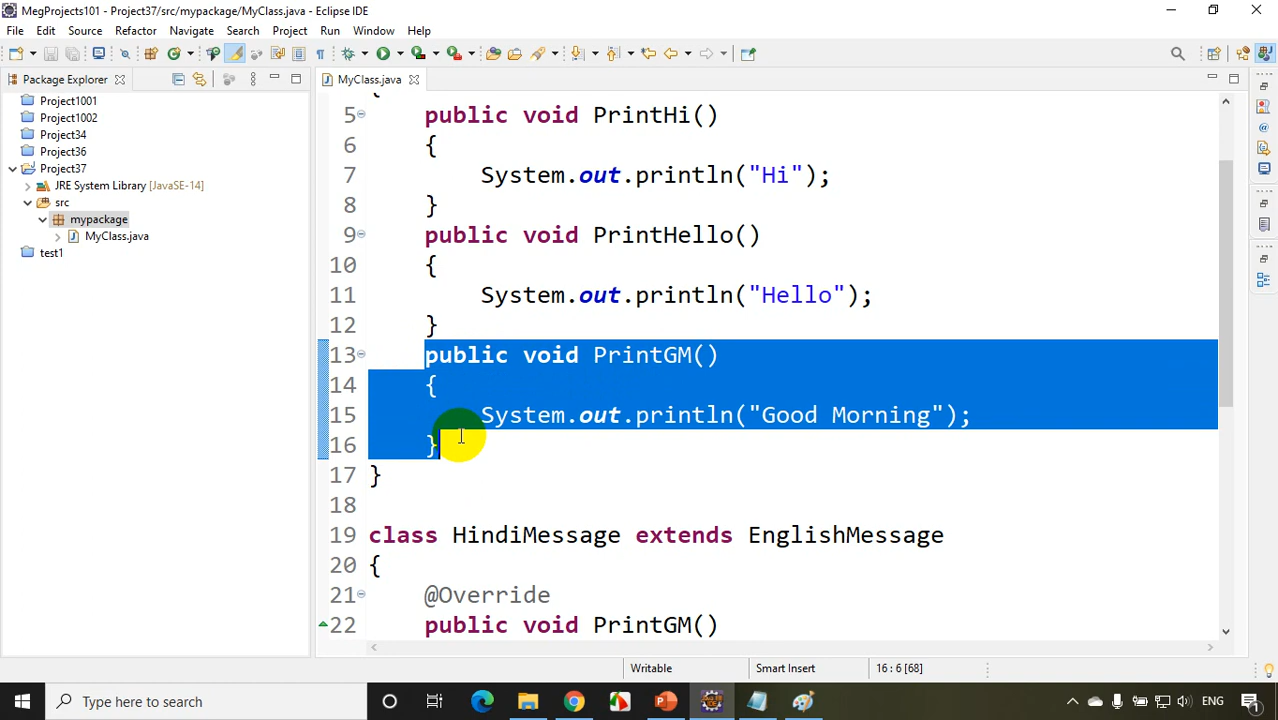 MegProjects101 - Project37/src/mypackage/MyClass.java - Eclipse IDE
File Edit Source Refactor Navigate Search Project Run Window Help
Package Explorer
MyClass.java
Project1001
Project1002
Project34
Project36
Project37
JRE System Library [JavaSE-14]
src
mypackage
MyClass.java
test1
{
5 public void PrintHi()
6 {
7 System.out.println("Hi");
8 }
9 public void PrintHello()
10 {
11 System.out.println("Hello");
12 }
13 public void PrintGM()
14 {
15 System.out.println("Good Morning");
16 }
17 }
18
19 class HindiMessage extends EnglishMessage
20 {
21 @Override
22 public void PrintGM()
Writable Smart Insert 16 : 6 [68]
Type here to search
ENG
1